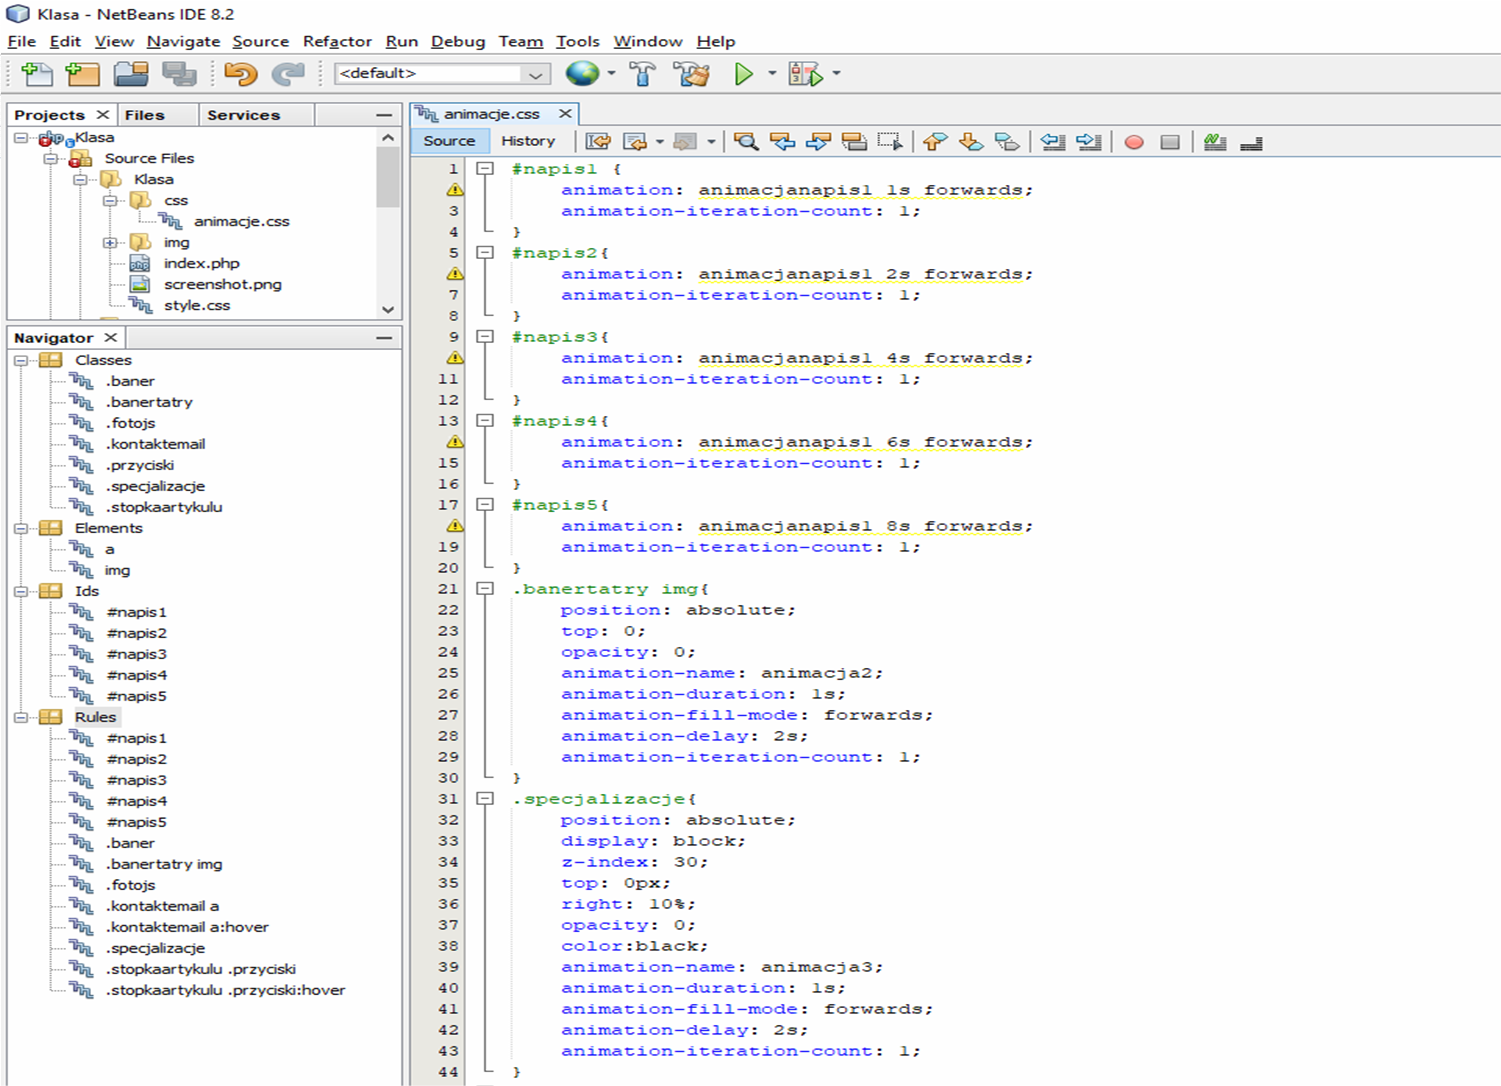 Klasa - NetBeans IDE 8.2
File Edit View Navigate Source Refactor Run Debug Team Tools Window Help
<default>
Projects Files Services
Klasa
Source Files
Klasa
css
animacje.css
img
index.php
screenshot.png
style.css
Navigator
Classes
.baner
.banertatry
.fotojs
.kontaktemail
.przyciski
.specjalizacje
.stopkaartykulu
Elements
a
img
Ids
#napis1
#napis2
#napis3
#napis4
#napis5
Rules
#napis1
#napis2
#napis3
#napis4
#napis5
.baner
.banertatry img
.fotojs
.kontaktemail a
.kontaktemail a:hover
.specjalizacje
.stopkaartykulu .przyciski
.stopkaartykulu .przyciski:hover
animacje.css
Source History
1 #napis1 {
animation: animacjanapis1 1s forwards;
3 animation-iteration-count: 1;
4 }
5 #napis2{
animation: animacjanapis1 2s forwards;
7 animation-iteration-count: 1;
8 }
9 #napis3{
animation: animacjanapis1 4s forwards;
11 animation-iteration-count: 1;
12 }
13 #napis4{
animation: animacjanapis1 6s forwards;
15 animation-iteration-count: 1;
16 }
17 #napis5{
animation: animacjanapis1 8s forwards;
19 animation-iteration-count: 1;
20 }
21 .banertatry img{
22 position: absolute;
23 top: 0;
24 opacity: 0;
25 animation-name: animacja2;
26 animation-duration: 1s;
27 animation-fill-mode: forwards;
28 animation-delay: 2s;
29 animation-iteration-count: 1;
30 }
31 .specjalizacje{
32 position: absolute;
33 display: block;
34 z-index: 30;
35 top: 0px;
36 right: 10%;
37 opacity: 0;
38 color:black;
39 animation-name: animacja3;
40 animation-duration: 1s;
41 animation-fill-mode: forwards;
42 animation-delay: 2s;
43 animation-iteration-count: 1;
44 }